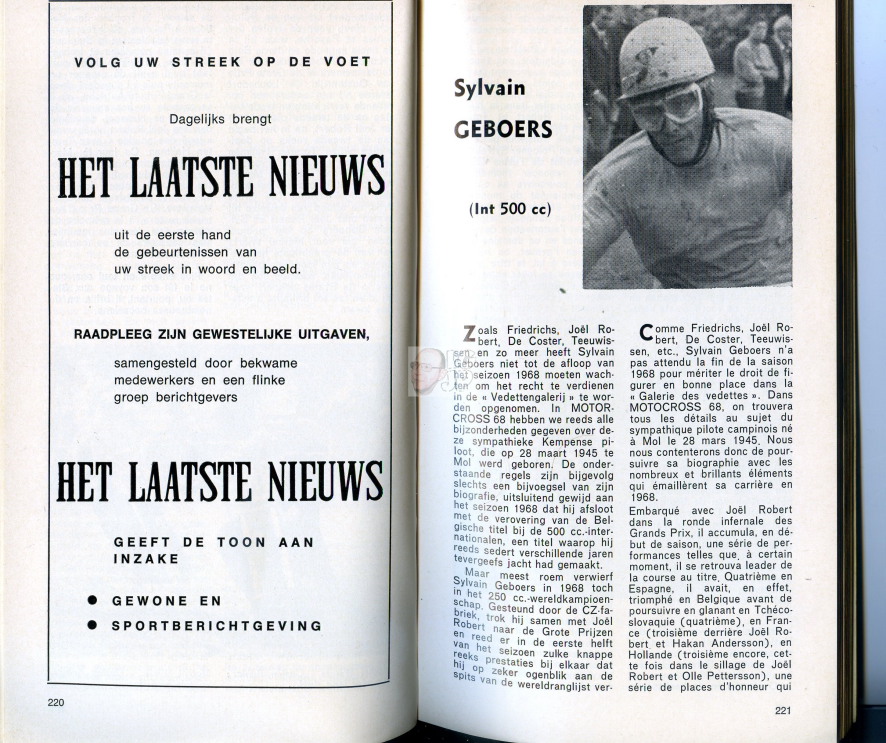 VOLG UW STREEK OP DE VOET
Dagelijks brengt
HET LAATSTE NIEUWS
uit de eerste hand
de gebeurtenissen van
uw streek in woord en beeld.
RAADPLEEG ZIJN GEWESTELIJKE UITGAVEN,
samengesteld door bekwame
medewerkers en een flinke
groep berichtgevers
HET LAATSTE NIEUWS
GEEFT DE TOON AAN
INZAKE
● GEWONE EN
● SPORTBERICHTGEVING
220
Sylvain
GEBOERS
(Int 500 cc)
Zoals Friedrichs, Joël Ro-
bert, De Coster, Teeuwis-
sen en zo meer heeft Sylvain
Geboers niet tot de afloop van
het seizoen 1968 moeten wach-
ten om het recht te verdienen
in de « Vedettengalerij » te wor-
den opgenomen. In MOTOR-
CROSS 68 hebben we reeds alle
bijzonderheden gegeven over de-
ze sympathieke Kempense pi-
loot, die op 28 maart 1945 te
Mol werd geboren. De onder-
staande regels zijn bijgevolg
slechts een bijvoegsel van zijn
biografie, uitsluitend gewijd aan
het seizoen 1968 dat hij afsloot
met de verovering van de Bel-
gische titel bij de 500 cc.-inter-
nationalen, een titel waarop hij
reeds sedert verschillende jaren
tevergeefs jacht had gemaakt.
Maar meest roem verwierf
Sylvain Geboers in 1968 toch
in het 250 cc.-wereldkampioen-
schap. Gesteund door de CZ-fa-
briek, trok hij samen met Joël
Robert naar de Grote Prijzen
en reed er in de eerste helft
van het seizoen zulke knappe
reeks prestaties bij elkaar dat
hij op zeker ogenblik aan de
spits van de wereldranglijst ver-
Comme Friedrichs, Joël Ro-
bert, De Coster, Teeuwis-
sen, etc., Sylvain Geboers n'a
pas attendu la fin de la saison
1968 pour mériter le droit de fi-
gurer en bonne place dans la
« Galerie des vedettes ». Dans
MOTOCROSS 68, on trouvera
tous les détails au sujet du
sympathique pilote campinois né
à Mol le 28 mars 1945. Nous
nous contenterons donc de pour-
suivre sa biographie avec les
nombreux et brillants éléments
qui émaillèrent sa carrière en
1968.
Embarqué avec Joël Robert
dans la ronde infernale des
Grands Prix, il accumula, en dé-
but de saison, une série de per-
formances telles que, à certain
moment, il se retrouva leader de
la course au titre. Quatrième en
Espagne, il avait, en effet,
triomphé en Belgique avant de
poursuivre en glanant en Tchéco-
slovaquie (quatrième), en Fran-
ce (troisième derrière Joël Ro-
bert et Hakan Andersson), en
Hollande (troisième encore, cet-
te fois dans le sillage de Joël
Robert et Olle Pettersson), une
série de places d'honneur qui
221